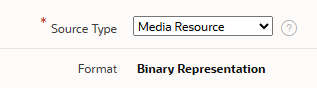 * Source Type Media Resource ?
Format Binary Representation